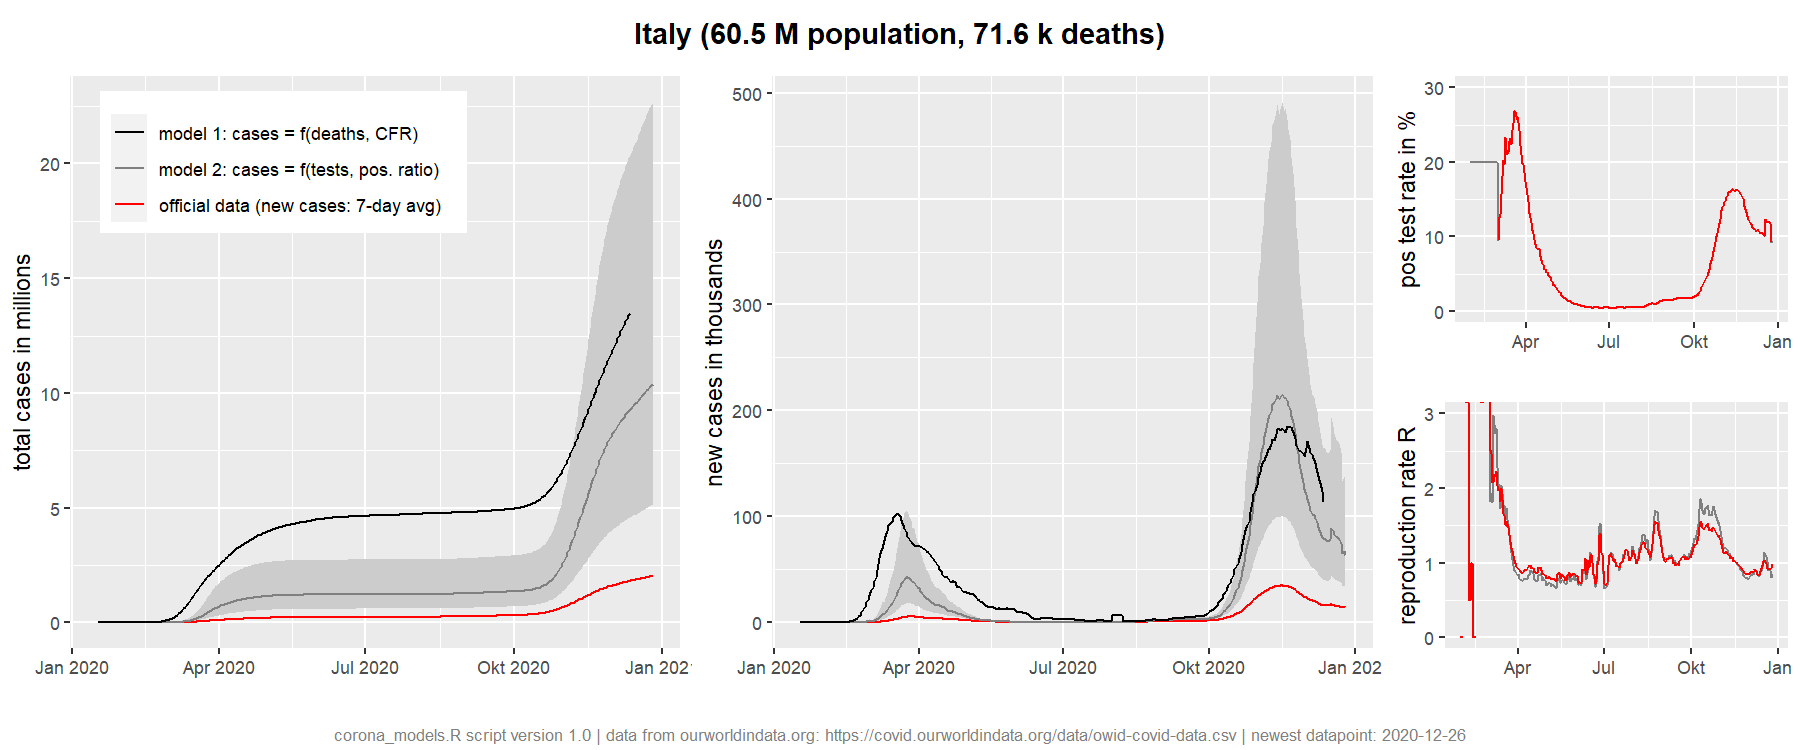 Italy (60.5 M population, 71.6 k deaths)
total cases in millions
20
15
10
5
0
Jan 2020
Apr 2020
Jul 2020
Okt 2020
Jan 202
model 1: cases = f(deaths, CFR)
model 2: cases = f(tests, pos. ratio)
official data (new cases: 7-day avg)
new cases in thousands
500
400
300
200
100
0
Jan 2020
Apr 2020
Jul 2020
Okt 2020
Jan 202
pos test rate in %
30
20
10
0
Apr
Jul
Okt
Jan
reproduction rate R
3
2
1
0
Apr
Jul
Okt
Jan
corona_models.R script version 1.0 | data from ourworldindata.org: https://covid.ourworldindata.org/data/owid-covid-data.csv | newest datapoint: 2020-12-26